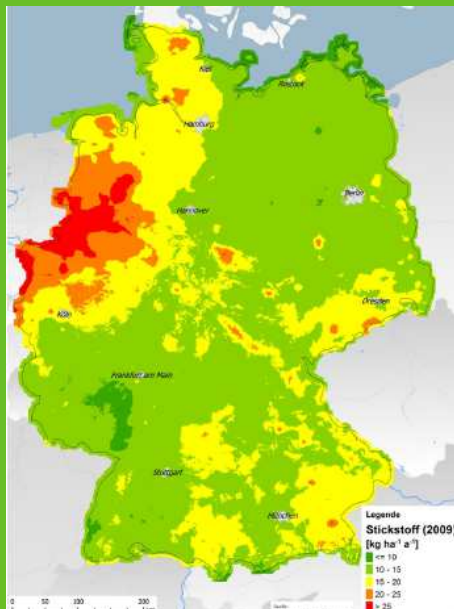 Kiel
Rostock
Hamburg
Berlin
Hannover
Dresden
Köln
Frankfurt am Main
Stuttgart
München
Legende
Stickstoff (2009)
[kg ha⁻¹ a⁻¹]
<= 10
10 - 15
15 - 20
20 - 25
> 25
0 50 100 200